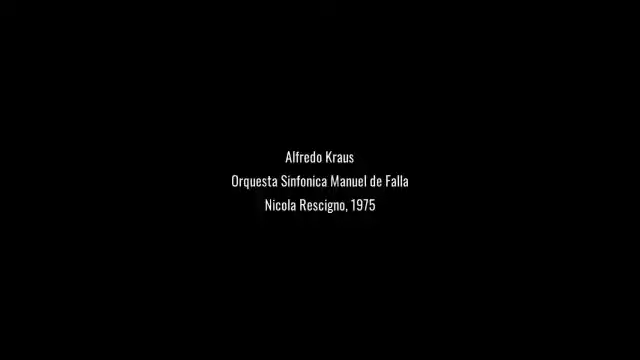 Alfredo Kraus
Orquesta Sinfonica Manuel de Falla
Nicola Rescigno, 1975